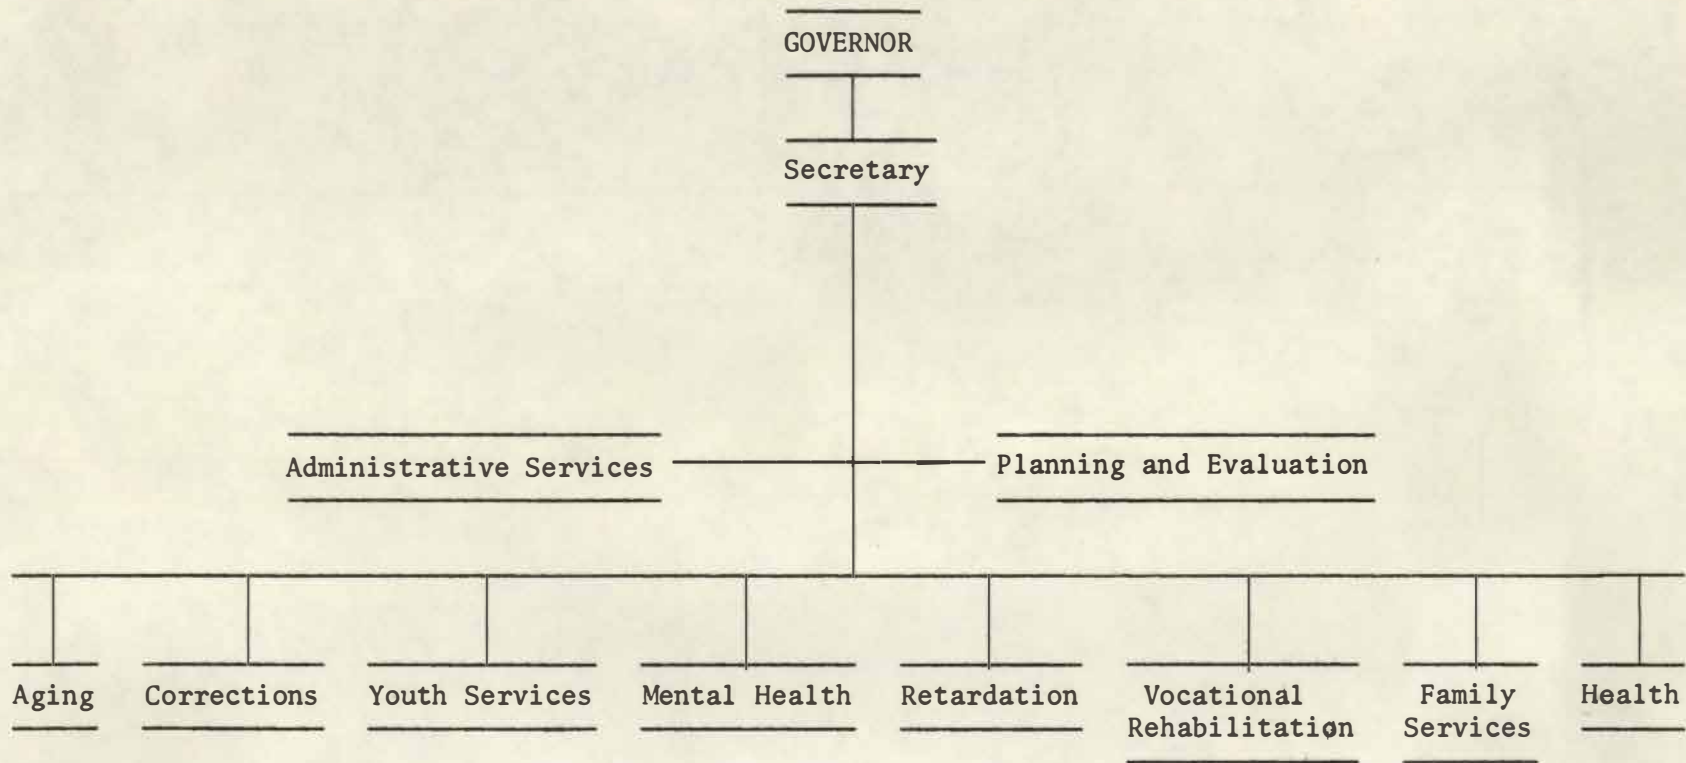 GOVERNOR
Secretary
Administrative Services
Planning and Evaluation
Aging
Corrections
Youth Services
Mental Health
Retardation
Vocational
Rehabilitation
Family
Services
Health